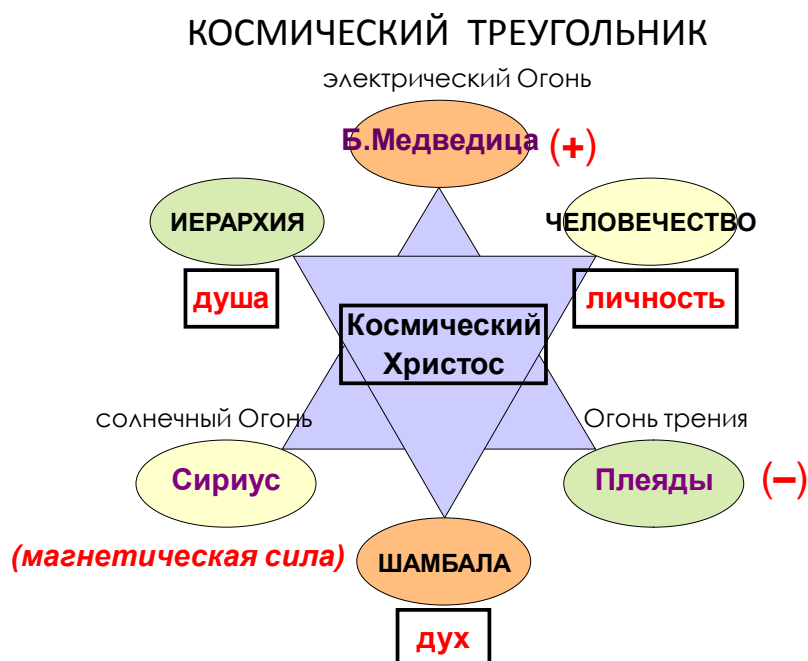 КОСМИЧЕСКИЙ ТРЕУГОЛЬНИК
электрический Огонь
Б.Медведица (+)
ИЕРАРХИЯ
ЧЕЛОВЕЧЕСТВО
душа
личность
Космический
Христос
солнечный Огонь
Огонь трения
Сириус
Плеяды (–)
(магнетическая сила)
ШАМБАЛА
дух